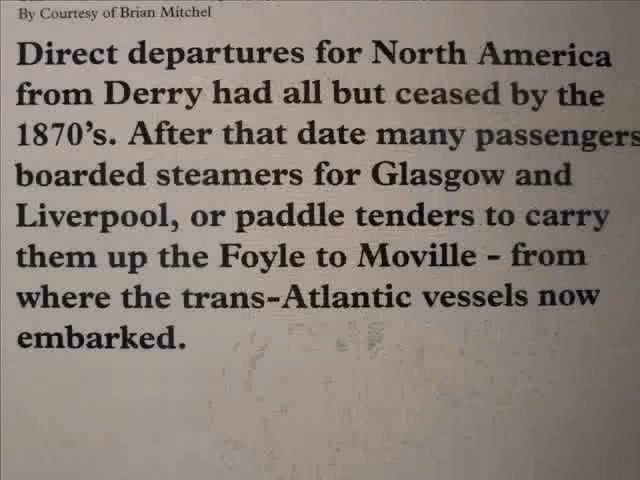 By Courtesy of Brian Mitchel
Direct departures for North America
from Derry had all but ceased by the
1870's. After that date many passengers
boarded steamers for Glasgow and
Liverpool, or paddle tenders to carry
them up the Foyle to Moville - from
where the trans-Atlantic vessels now
embarked.